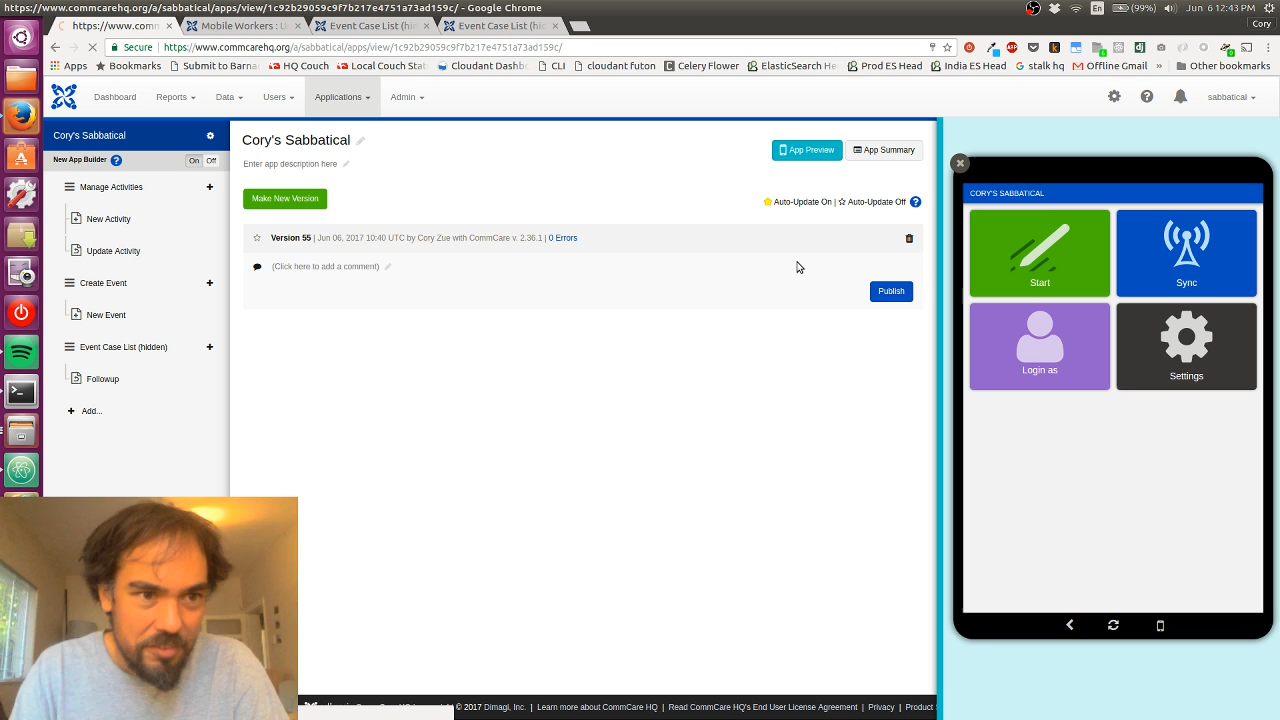 https://www.commcarehq.org/a/sabbatical/apps/view/1c92b29059c9f7b217e4751a73ad159c/ - Google Chrome
En
(99%)
Jun 6, 12:43PM
Cory
https://www.comm
Mobile Workers : U
Event Case List (hid
Event Case List (hid
Secure
https://www.commcarehq.org/a/sabbatical/apps/view/1c92b29059c9f7b217e4751a73ad159c/
Apps
Bookmarks
Submit to Barna
HQ Couch
Local Couch Stat
Cloudant Dashb
CLI
cloudant futon
Celery Flower
ElasticSearch Hea
Prod ES Head
India ES Head
stalk hq
Offline Gmail
»
Other bookmarks
Dashboard
Reports
Data
Users
Applications
Admin
sabbatical
Cory's Sabbatical
New App Builder
On
Off
Manage Activities
New Activity
Update Activity
Create Event
New Event
Event Case List (hidden)
Followup
Add...
Cory's Sabbatical
Enter app description here
App Preview
App Summary
Make New Version
Auto-Update On | Auto-Update Off
Version 55 | Jun 06, 2017 10:40 UTC by Cory Zue with CommCare v. 2.36.1 | 0 Errors
(Click here to add a comment)
Publish
CORY'S SABBATICAL
Start
Sync
Login as
Settings
© 2017 Dimagi, Inc. | Learn more about CommCare HQ | Read CommCare HQ's End User License Agreement | Privacy | Product